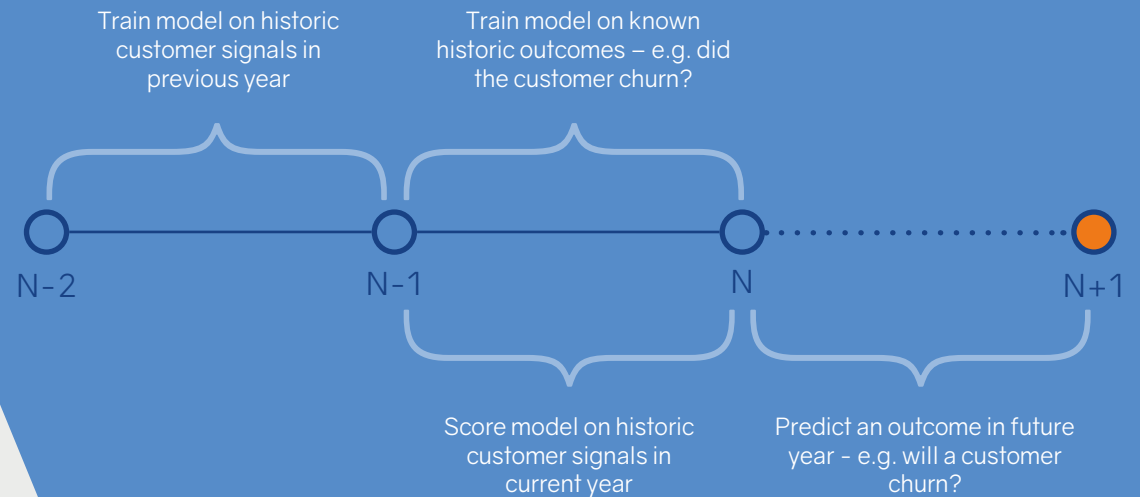 Train model on historic
customer signals in
previous year
Train model on known
historic outcomes – e.g. did
the customer churn?
N-2
N-1
N
N+1
Score model on historic
customer signals in
current year
Predict an outcome in future
year - e.g. will a customer
churn?